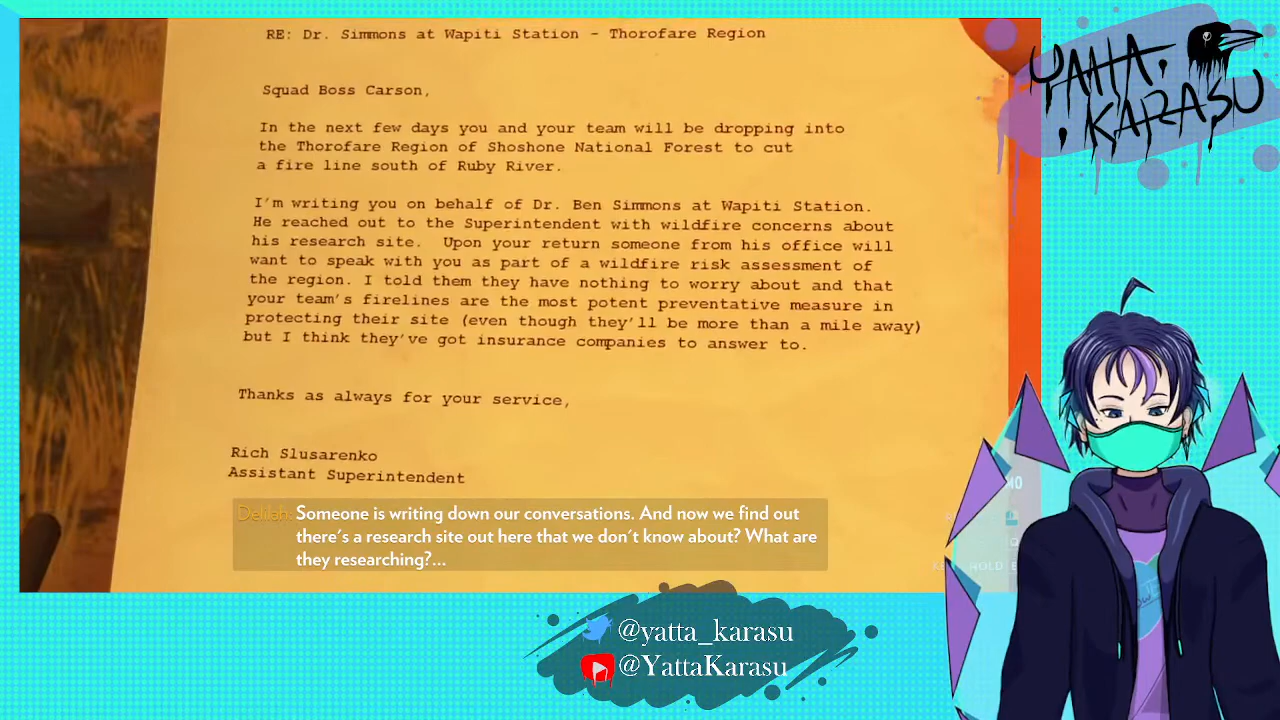 RE: Dr. Simmons at Wapiti Station - Thorofare Region
Squad Boss Carson,
In the next few days you and your team will be dropping into
the Thorofare Region of Shoshone National Forest to cut
a fire line south of Ruby River.
I'm writing you on behalf of Dr. Ben Simmons at Wapiti Station.
He reached out to the Superintendent with wildfire concerns about
his research site. Upon your return someone from his office will
want to speak with you as part of a wildfire risk assessment of
the region. I told them they have nothing to worry about and that
your team's firelines are the most potent preventative measure in
protecting their site (even though they'll be more than a mile away)
but I think they've got insurance companies to answer to.
Thanks as always for your service,
Rich Slusarenko
Assistant Superintendent
Delilah: Someone is writing down our conversations. And now we find out
there's a research site out here that we don't know about? What are
they researching?...
YATTA.
KARASU
@yatta_karasu
@YattaKarasu
HOLD